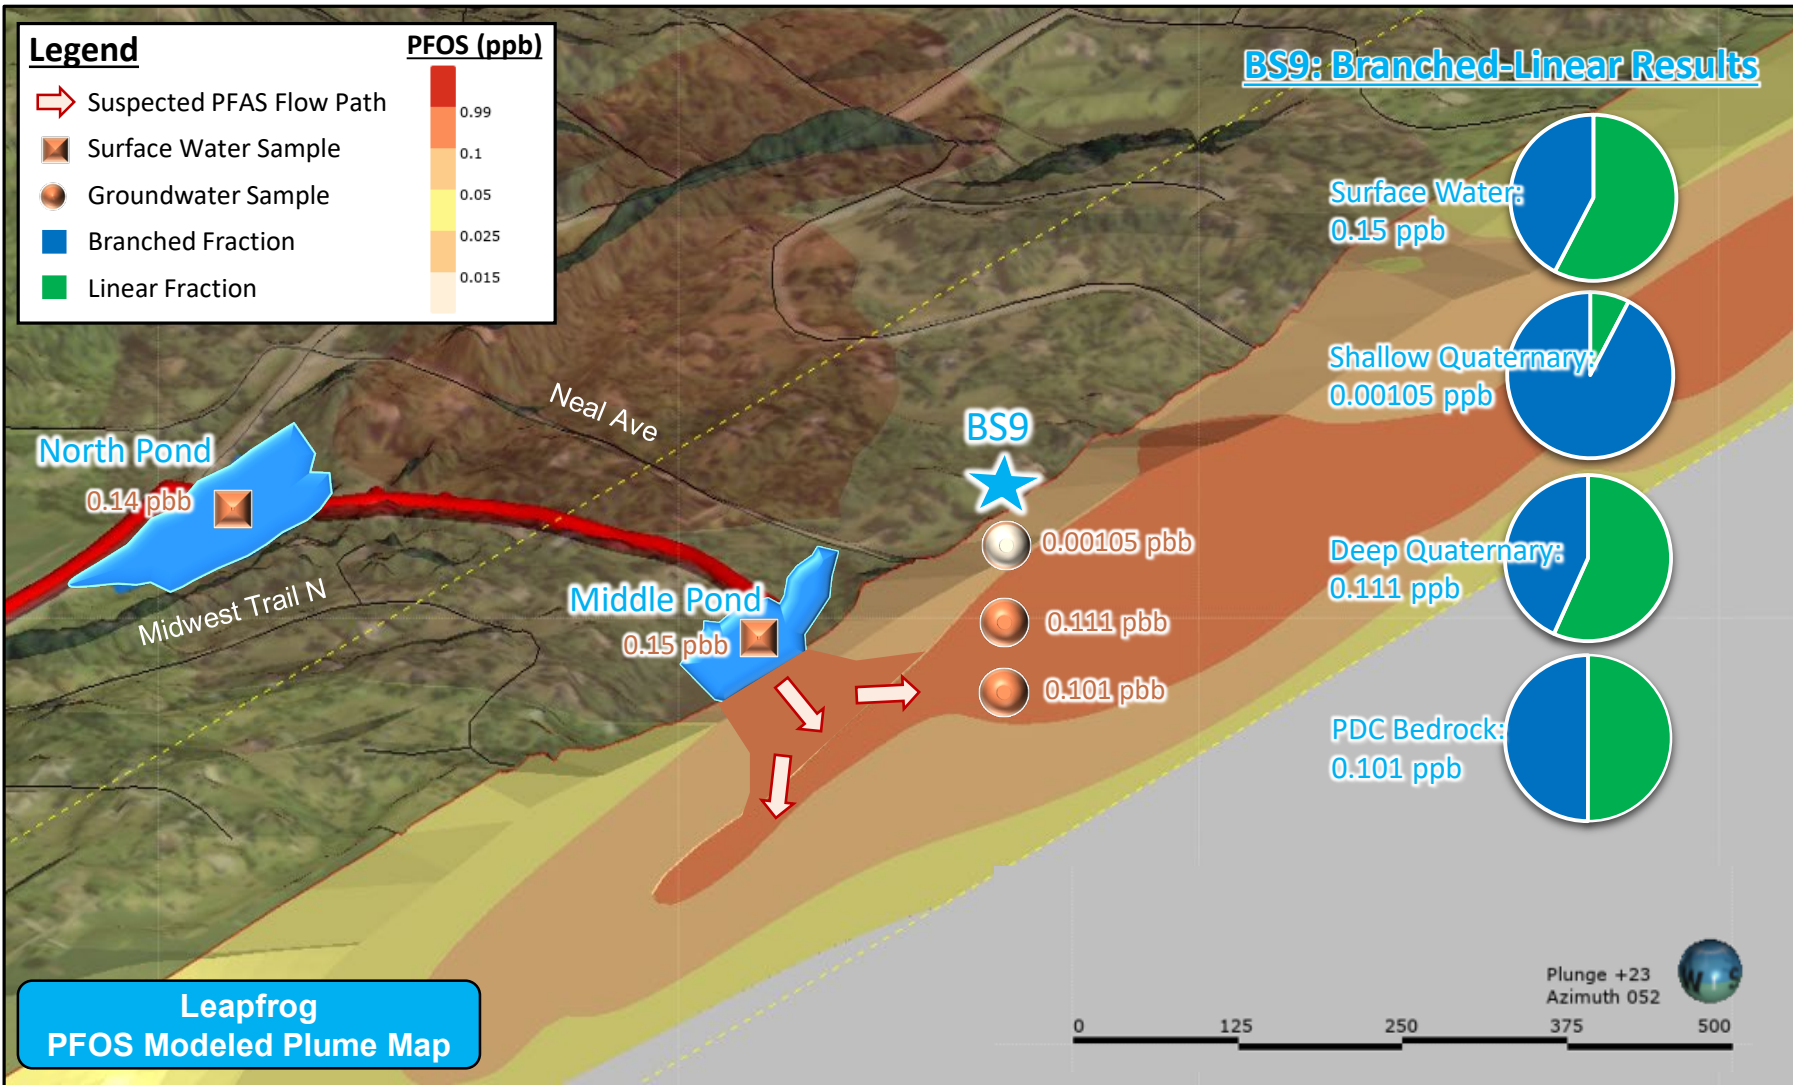 Legend
PFOS (ppb)
Suspected PFAS Flow Path
Surface Water Sample
Groundwater Sample
Branched Fraction
Linear Fraction
0.99
0.1
0.05
0.025
0.015
BS9: Branched-Linear Results
Surface Water:
0.15 ppb
Shallow Quaternary:
0.00105 ppb
Deep Quaternary:
0.111 ppb
PDC Bedrock:
0.101 ppb
Neal Ave
BS9
North Pond
0.14 pbb
0.00105 pbb
Midwest Trail N
Middle Pond
0.15 pbb
0.111 pbb
0.101 pbb
Leapfrog
PFOS Modeled Plume Map
Plunge +23
Azimuth 052
W S
0 125 250 375 500